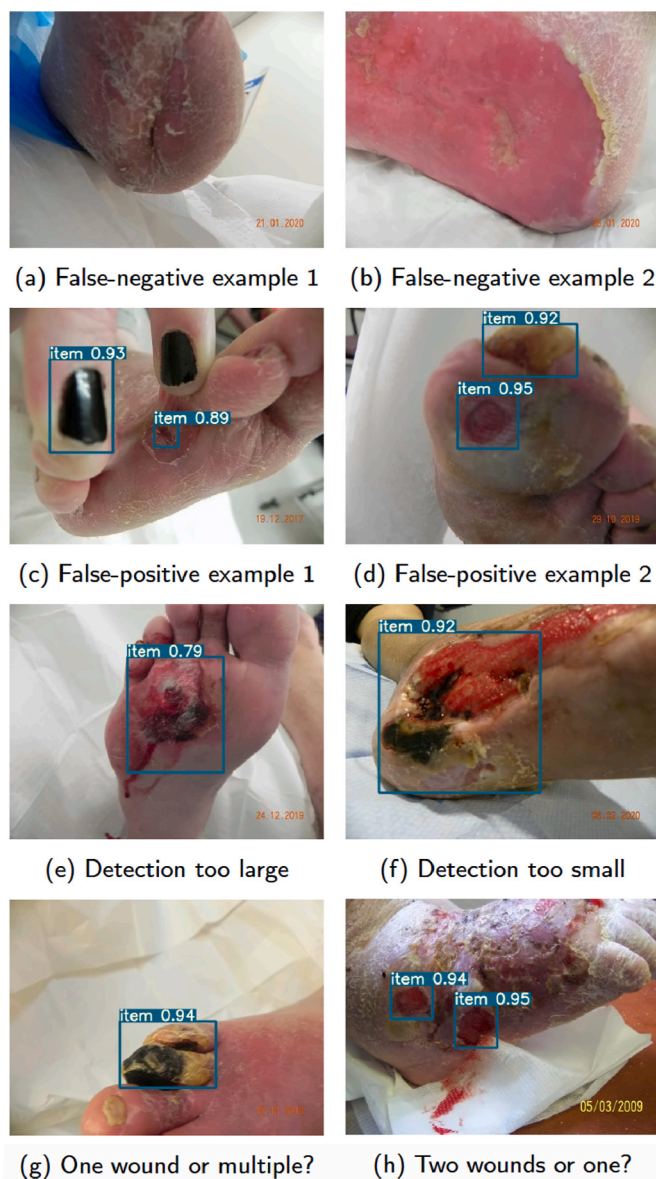 21.01.2020
(a) False-negative example 1
(b) False-negative example 2
item 0.93
item 0.89
19.12.2017
item 0.92
item 0.95
29.10.2019
(c) False-positive example 1
(d) False-positive example 2
item 0.79
24.12.2019
item 0.92
(e) Detection too large
(f) Detection too small
item 0.94
item 0.94
item 0.95
05/03/2009
(g) One wound or multiple?
(h) Two wounds or one?